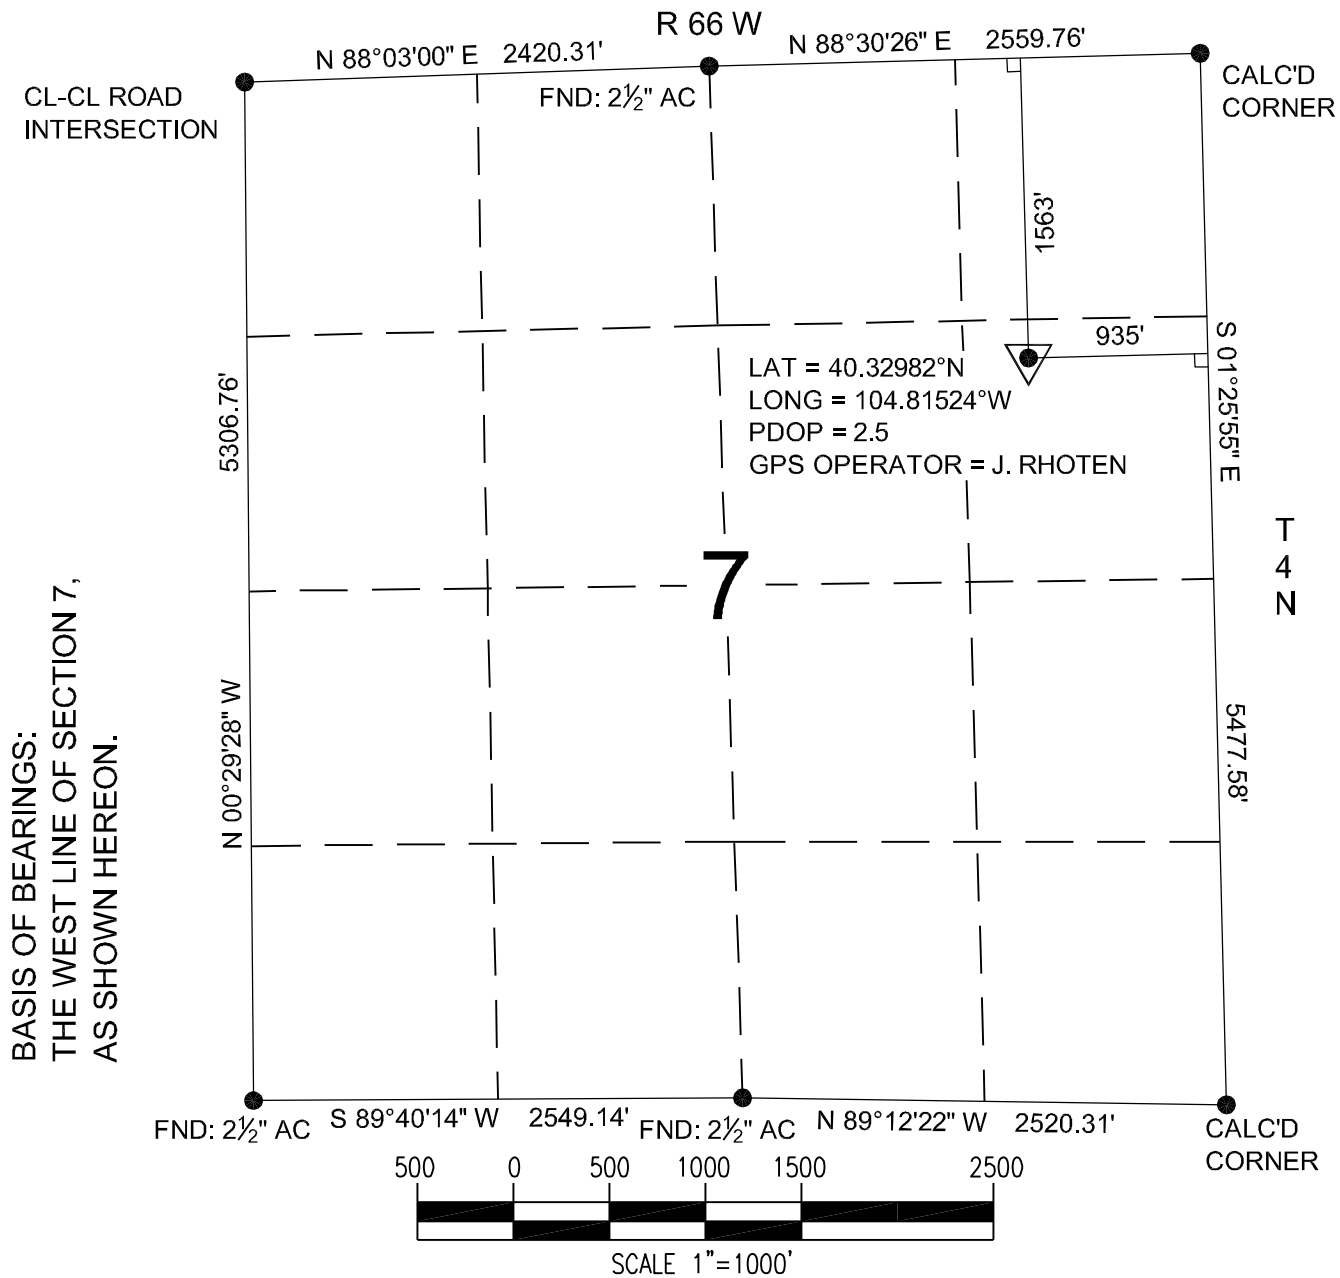 R 66 W
N 88°03'00" E 2420.31'
N 88°30'26" E 2559.76'
CL-CL ROAD
INTERSECTION
FND: 2½" AC
CALC'D
CORNER
1563'
935'
LAT = 40.32982°N
LONG = 104.81524°W
PDOP = 2.5
GPS OPERATOR = J. RHOTEN
5306.76'
N 00°29'28" W
S 01°25'55" E
5477.58'
T
4
N
7
BASIS OF BEARINGS:
THE WEST LINE OF SECTION 7,
AS SHOWN HEREON.
FND: 2½" AC
S 89°40'14" W 2549.14'
FND: 2½" AC
N 89°12'22" W 2520.31'
CALC'D
CORNER
500 0 500 1000 1500 2500
SCALE 1"=1000'